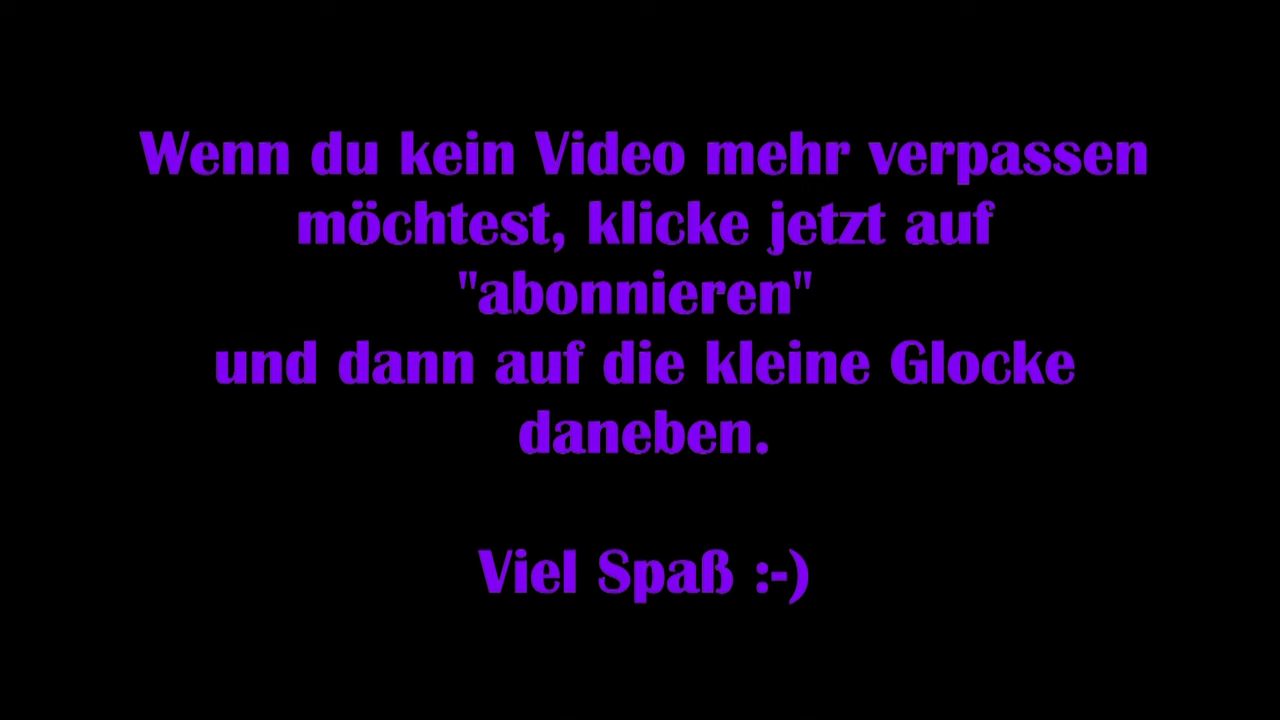 Wenn du kein Video mehr verpassen
möchtest, klicke jetzt auf
"abonnieren"
und dann auf die kleine Glocke
daneben.
Viel Spaß :-)